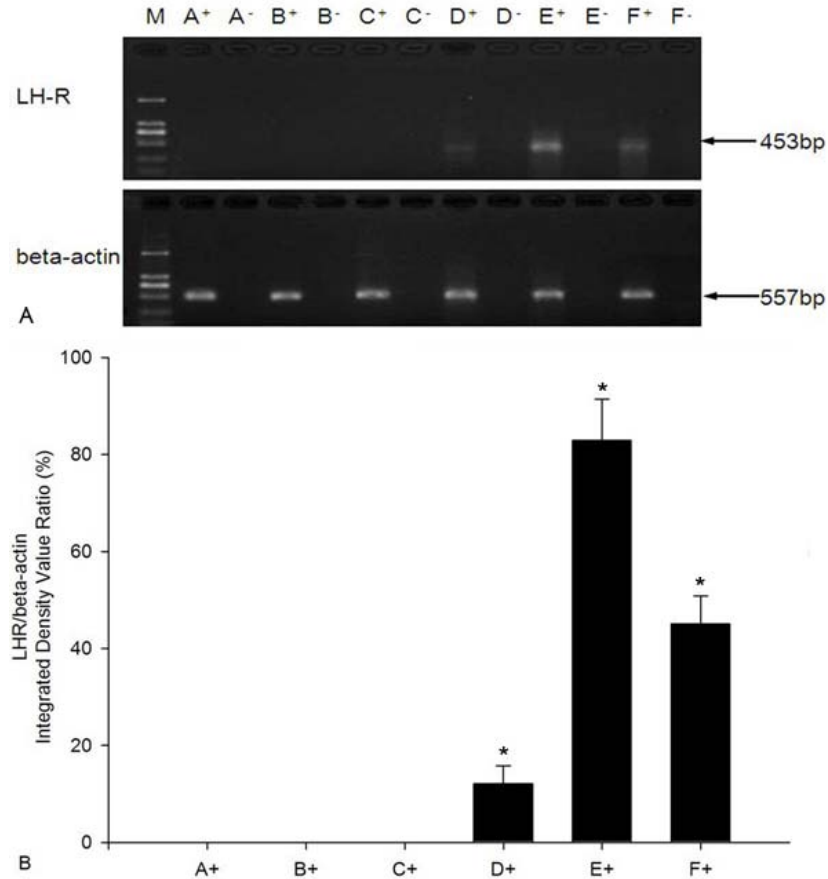 M A⁺ A⁻ B⁺ B⁻ C⁺ C⁻ D⁺ D⁻ E⁺ E⁻ F⁺ F⁻
LH-R
453bp
beta-actin
557bp
A
100
80
60
40
20
0
LHR/beta-actin
Integrated Density Value Ratio (%)
*
*
*
B
A+ B+ C+ D+ E+ F+